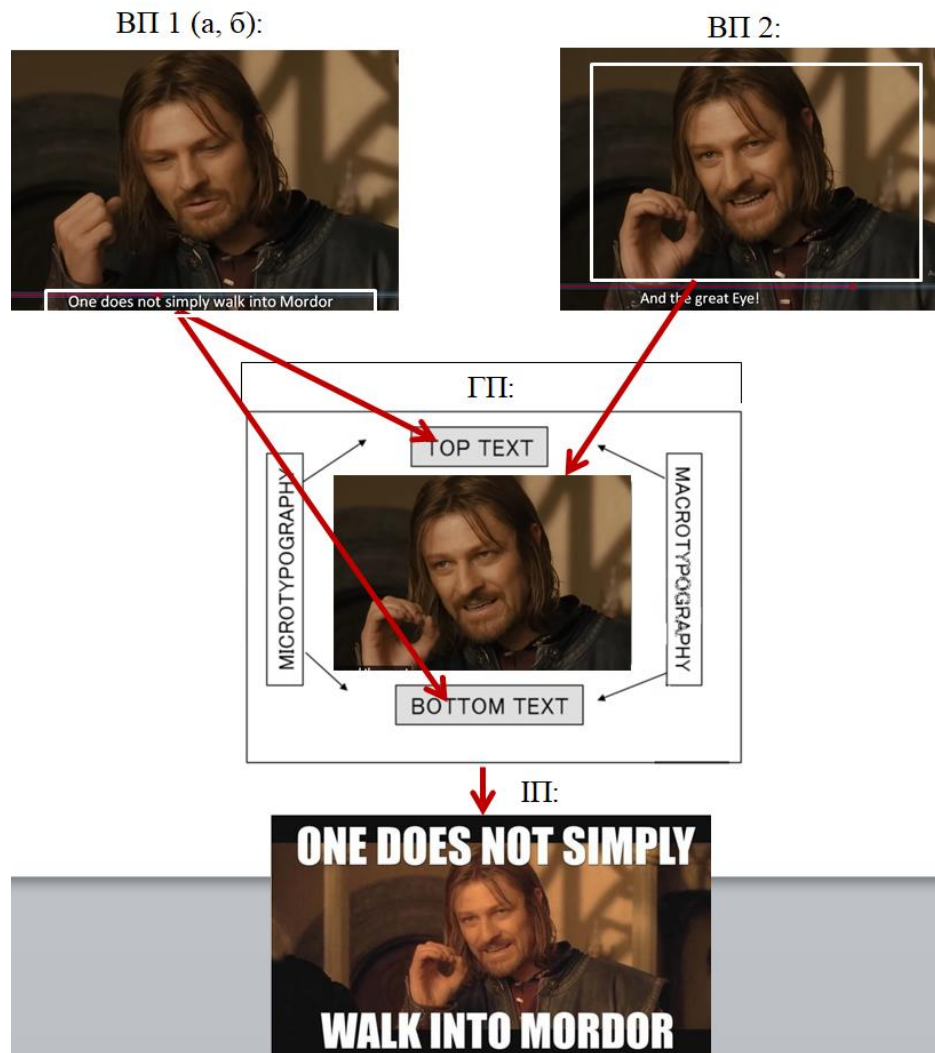 ВП 1 (а, б):
ВП 2:
One does not simply walk into Mordor
And the great Eye!
ГП:
TOP TEXT
MICROTYPOGRAPHY
MACROTYPOGRAPHY
BOTTOM TEXT
ІП:
ONE DOES NOT SIMPLY
WALK INTO MORDOR